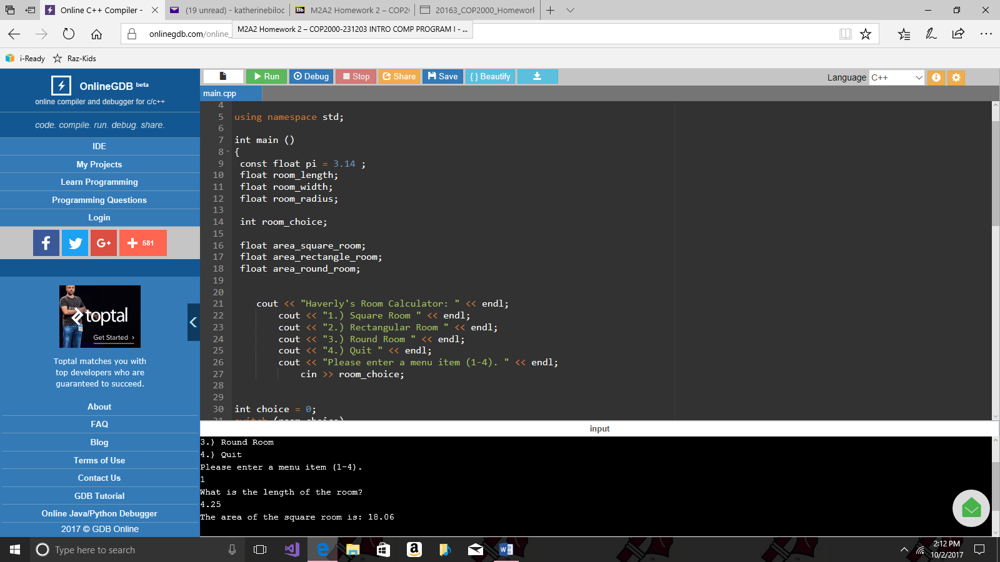 Online C++ Compiler -
(19 unread) - katherinebiloc
Bb M2A2 Homework 2 – COP2
20163_COP2000_Homework
onlinegdb.com/online_
M2A2 Homework 2 – COP2000-231203 INTRO COMP PROGRAM I - ...
i-Ready
Raz-Kids
OnlineGDB beta
online compiler and debugger for c/c++
code. compile. run. debug. share.
IDE
My Projects
Learn Programming
Programming Questions
Login
f
G+
581
toptal
Get Started >
Toptal matches you with
top developers who are
guaranteed to succeed.
About
FAQ
Blog
Terms of Use
Contact Us
GDB Tutorial
Online Java/Python Debugger
2017 © GDB Online
Run
Debug
Stop
Share
Save
{ } Beautify
Language C++
main.cpp
4
5 using namespace std;
6
7 int main ()
8 {
9 const float pi = 3.14 ;
10 float room_length;
11 float room_width;
12 float room_radius;
13
14 int room_choice;
15
16 float area_square_room;
17 float area_rectangle_room;
18 float area_round_room;
19
20
21 cout << "Haverly's Room Calculator: " << endl;
22 cout << "1.) Square Room " << endl;
23 cout << "2.) Rectangular Room " << endl;
24 cout << "3.) Round Room " << endl;
25 cout << "4.) Quit " << endl;
26 cout << "Please enter a menu item (1-4). " << endl;
27 cin >> room_choice;
28
29
30 int choice = 0;
31 switch (room_choice)
input
3.) Round Room
4.) Quit
Please enter a menu item (1-4).
1
What is the length of the room?
4.25
The area of the square room is: 18.06
Type here to search
2:12 PM
10/2/2017